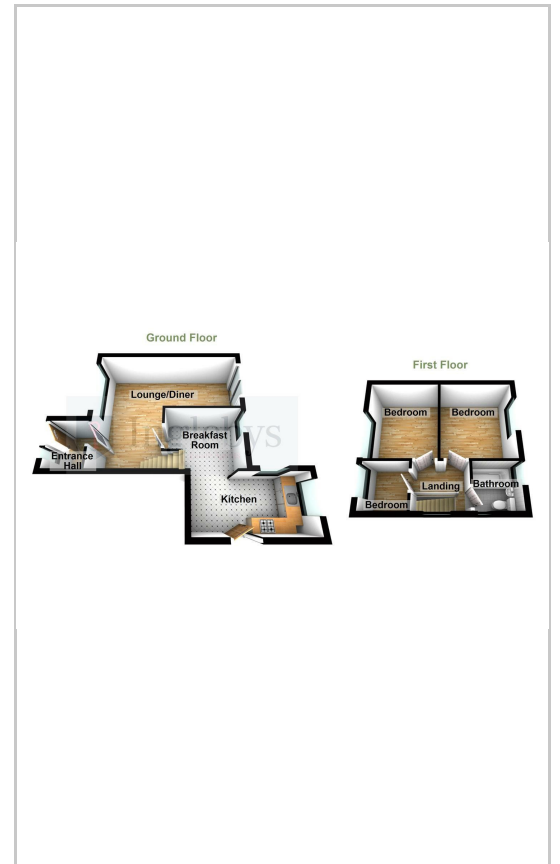 Ground Floor
Lounge/Diner
Breakfast
Room
Entrance
Hall
Kitchen
First Floor
Bedroom
Bedroom
Landing
Bathroom
Bedroom